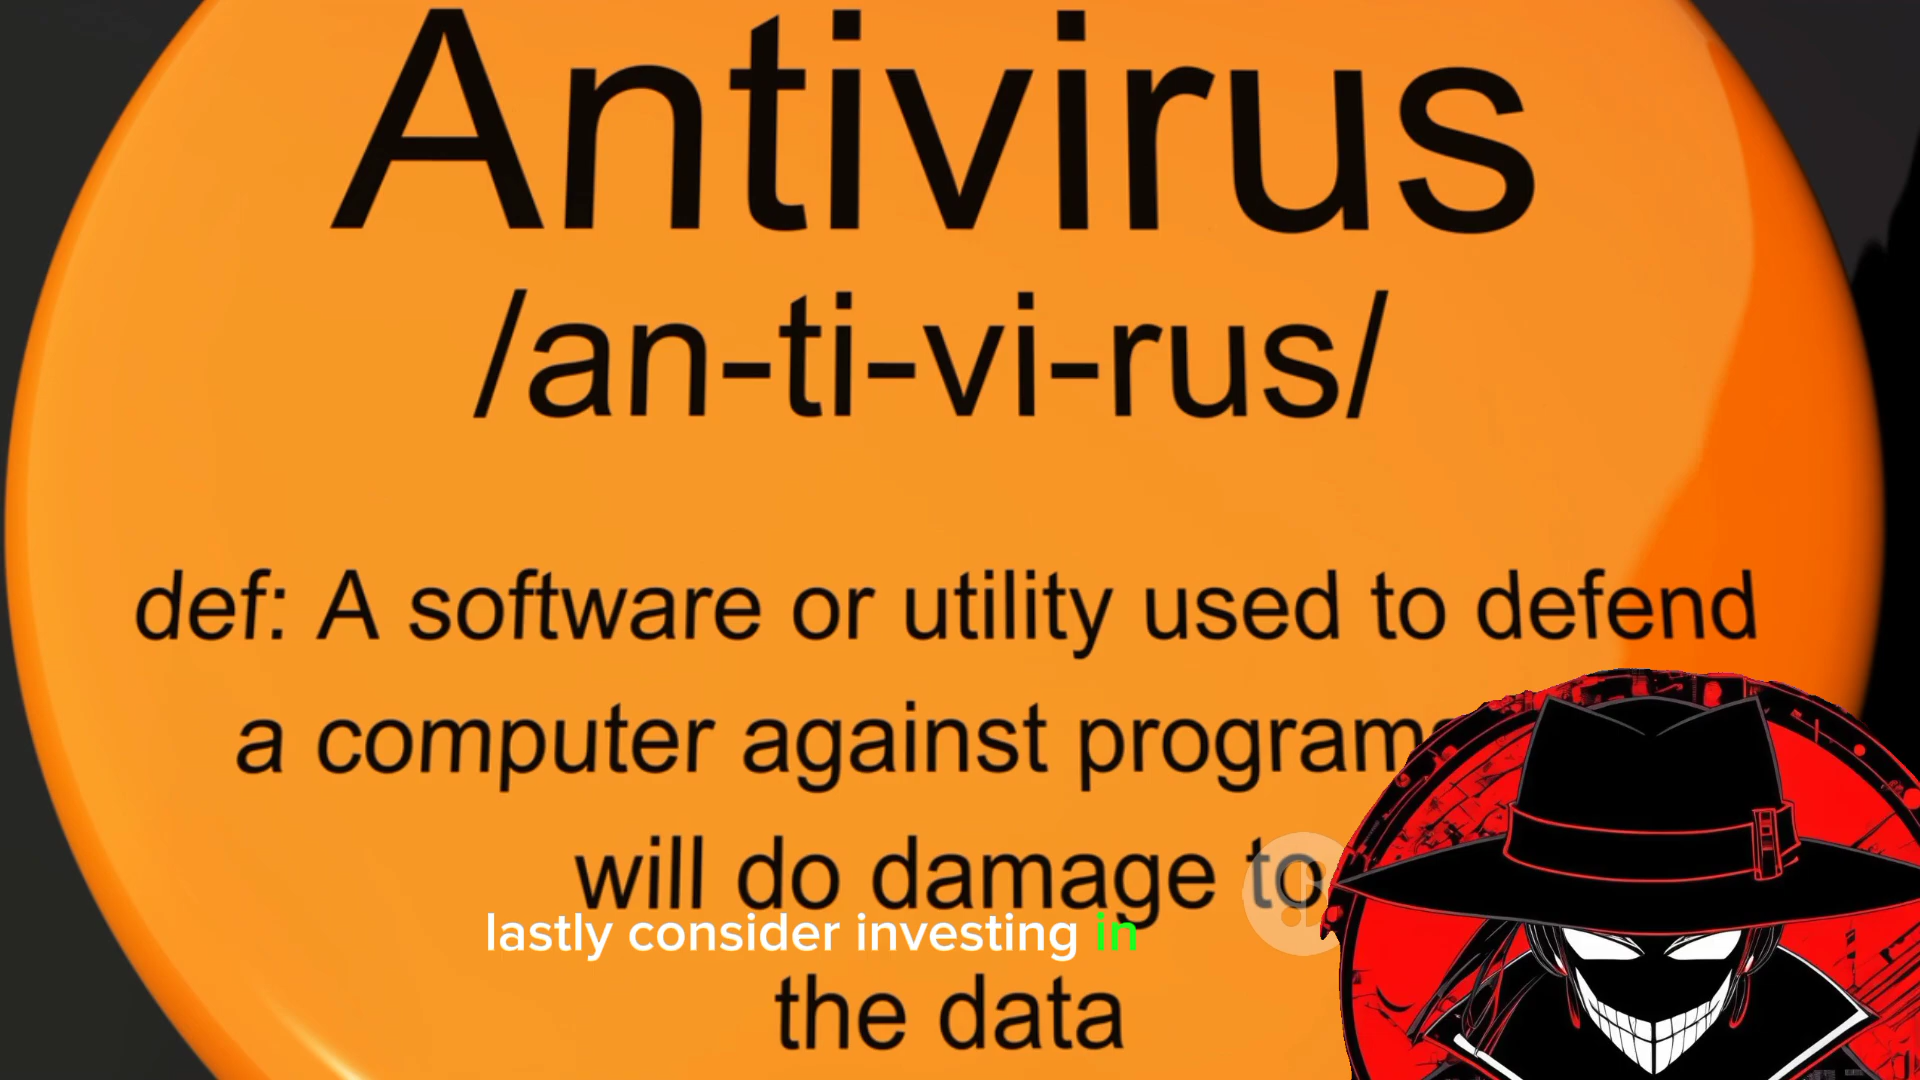 Antivirus
/an-ti-vi-rus/
def: A software or utility used to defend
a computer against program
will do damage to
lastly consider investing in
the data